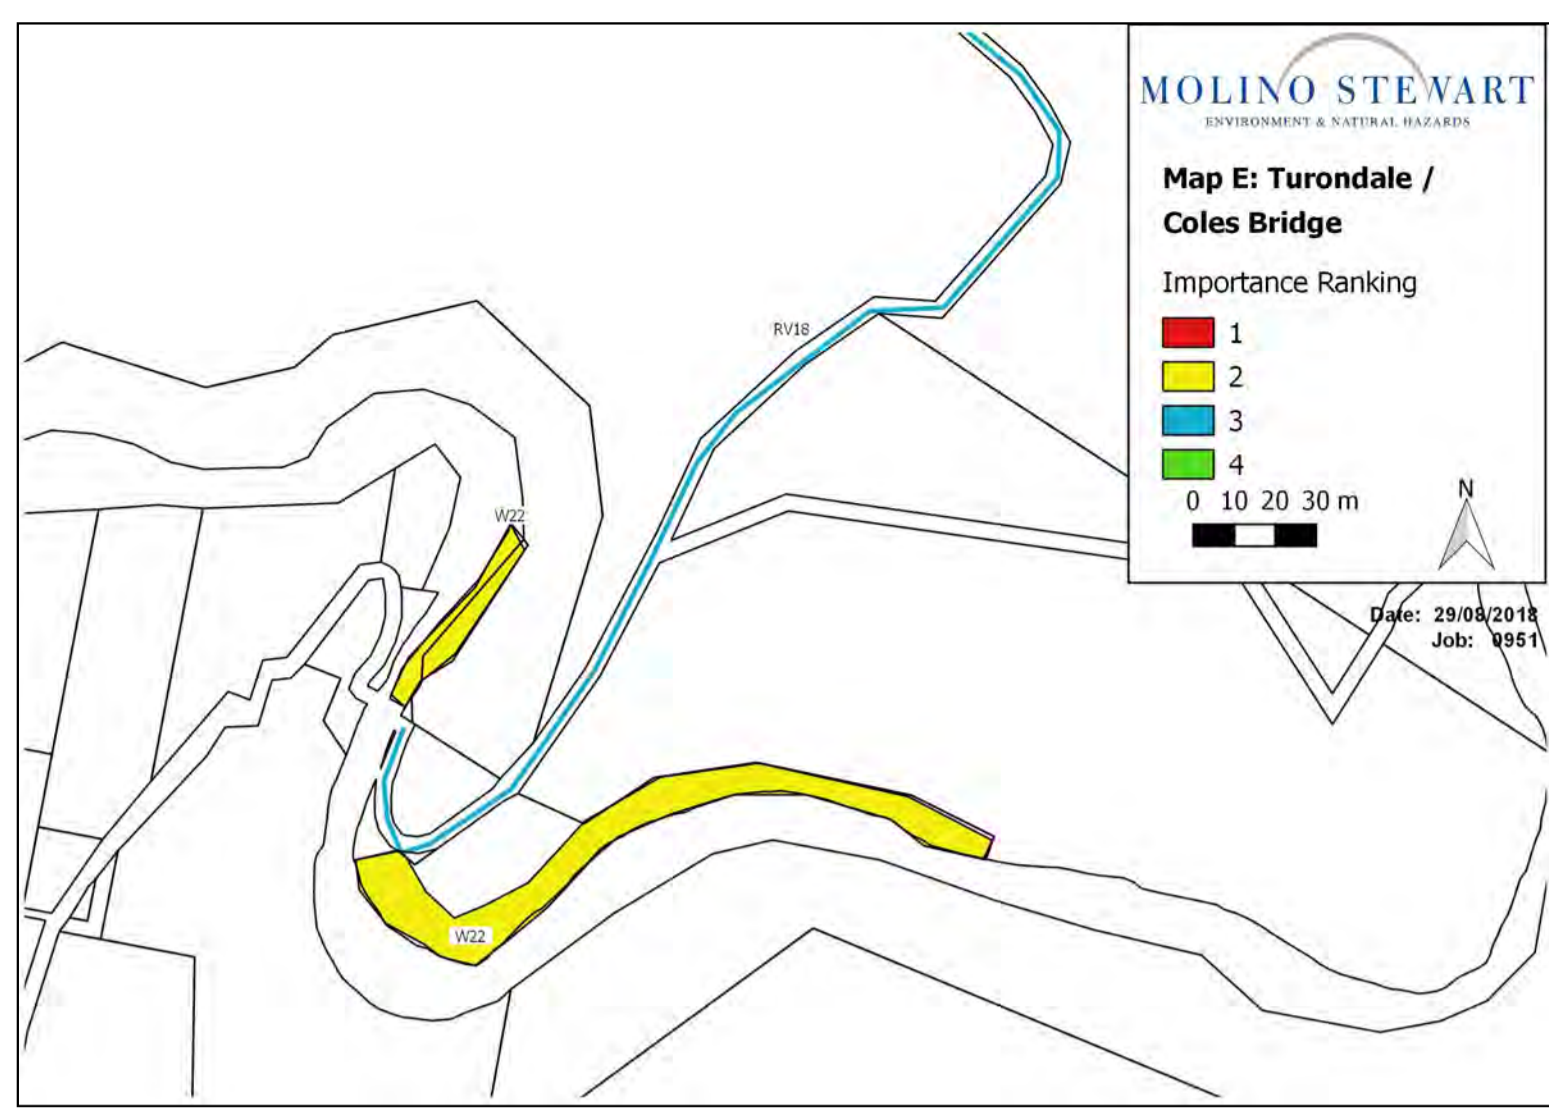 MOLINO STEWART
ENVIRONMENT & NATURAL HAZARDS
Map E: Turondale /
Coles Bridge
Importance Ranking
1
2
3
4
0 10 20 30 m
N
Date: 29/08/2018
Job: 0951
RV18
W22
W22